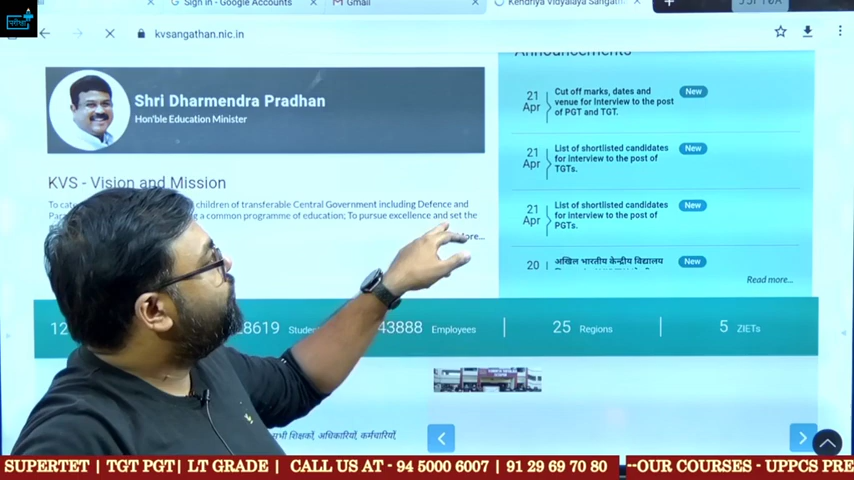 परीक्षा
Sign in - Google Accounts
Gmail
Kendriya Vidyalaya Sangath
kvsangathan.nic.in
Announcements
Shri Dharmendra Pradhan
Hon'ble Education Minister
21
Apr
Cut off marks, dates and
venue for Interview to the post
of PGT and TGT.
New
21
Apr
List of shortlisted candidates
for interview to the post of
TGTs.
New
21
Apr
List of shortlisted candidates
for interview to the post of
PGTs.
New
20
अखिल भारतीय केन्द्रीय विद्यालय
New
Read more...
KVS - Vision and Mission
To cate children of transferable Central Government including Defence and
Para g a common programme of education; To pursue excellence and set the
ore...
12 8619 Stude 43888 Employees 25 Regions 5 ZIETs
सभी शिक्षकों, अधिकारियों, कर्मचारियों,
SUPERTET | TGT PGT| LT GRADE | CALL US AT - 94 5000 6007 | 91 29 69 70 80 --OUR COURSES - UPPCS PRE